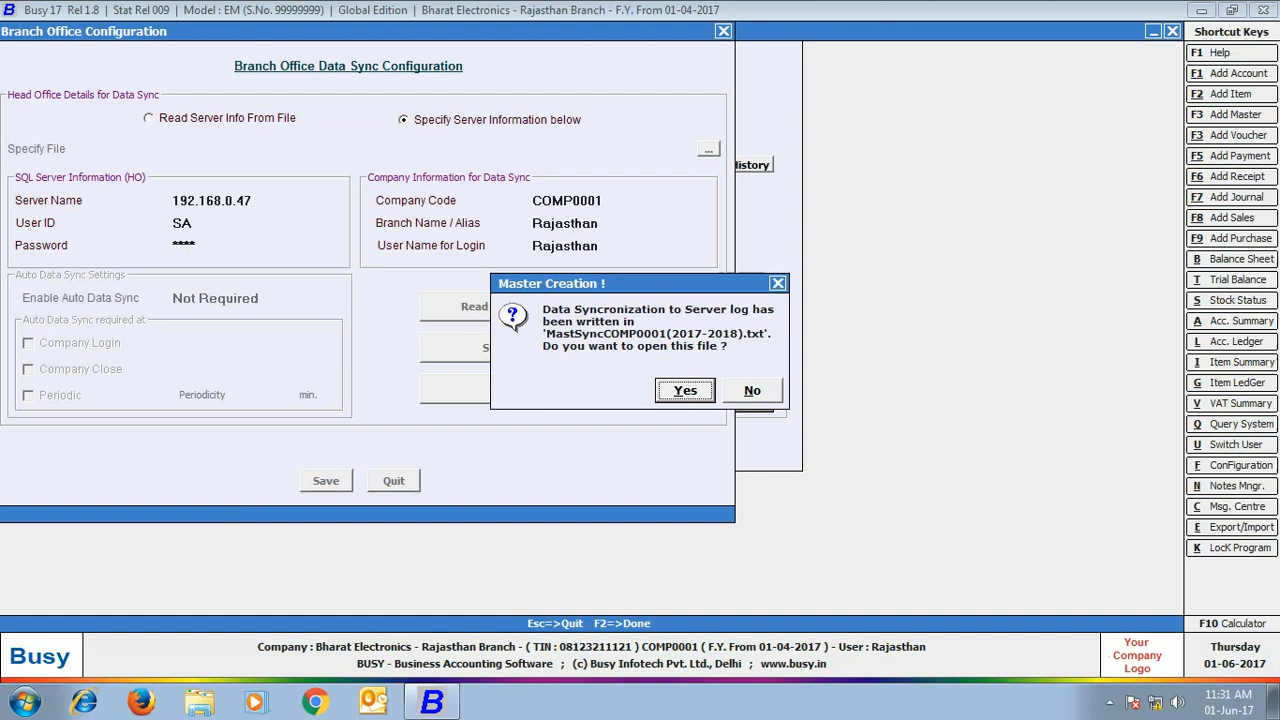 Busy 17 Rel 1.8 | Stat Rel 009 | Model : EM (S.No. 99999999) | Global Edition | Bharat Electronics - Rajasthan Branch - F.Y. From 01-04-2017
Branch Office Configuration
Shortcut Keys
Branch Office Data Sync Configuration
Head Office Details for Data Sync
Read Server Info From File
Specify Server Information below
Specify File
...
SQL Server Information (HO)
Server Name 192.168.0.47
User ID SA
Password ****
Company Information for Data Sync
Company Code COMP0001
Branch Name / Alias Rajasthan
User Name for Login Rajasthan
Auto Data Sync Settings
Enable Auto Data Sync Not Required
Auto Data Sync required at
Company Login
Company Close
Periodic Periodicity min.
Read
S
Save Quit
Master Creation !
Data Syncronization to Server log has
been written in
'MastSyncCOMP0001(2017-2018).txt'.
Do you want to open this file ?
Yes No
F1 Help
F1 Add Account
F2 Add Item
F3 Add Master
F3 Add Voucher
F5 Add Payment
F6 Add Receipt
F7 Add Journal
F8 Add Sales
F9 Add Purchase
B Balance Sheet
T Trial Balance
S Stock Status
A Acc. Summary
L Acc. Ledger
I Item Summary
G Item LedGer
V VAT Summary
Q Query System
U Switch User
F ConFiguration
N Notes Mngr.
C Msg. Centre
E Export/Import
K LocK Program
Esc=>Quit F2=>Done
F10 Calculator
Busy
Company : Bharat Electronics - Rajasthan Branch - ( TIN : 08123211121 ) COMP0001 ( F.Y. From 01-04-2017 ) - User : Rajasthan
BUSY - Business Accounting Software ; (c) Busy Infotech Pvt. Ltd., Delhi ; www.busy.in
Your
Company
Logo
Thursday
01-06-2017
11:31 AM
01-Jun-17